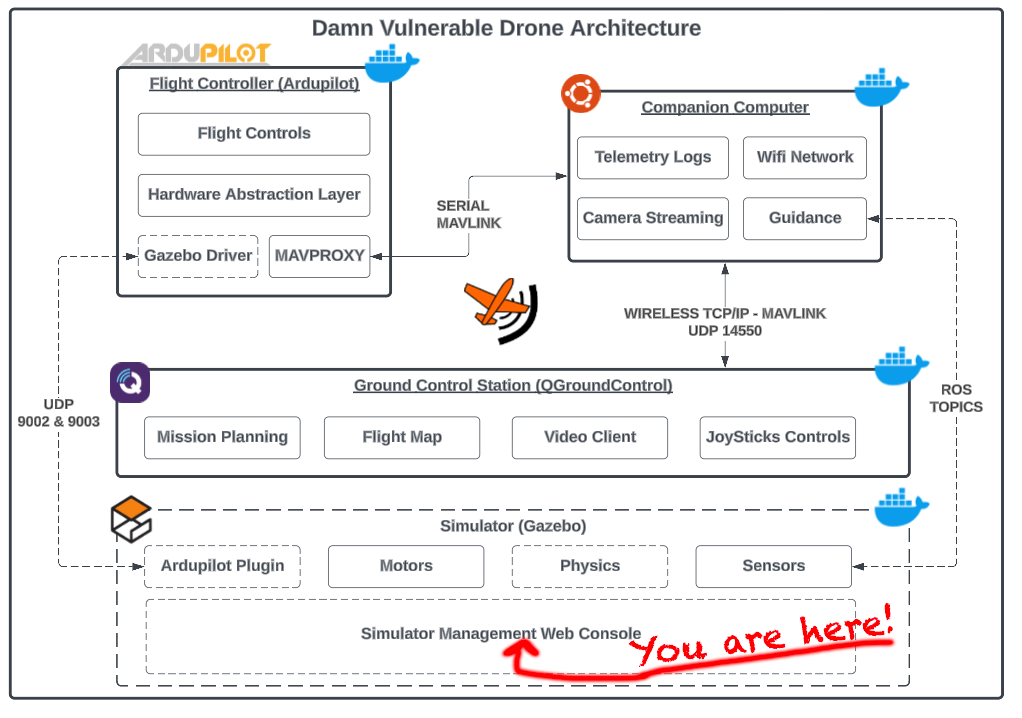 Damn Vulnerable Drone Architecture
ARDUPILOT
Flight Controller (Ardupilot)
Flight Controls
Hardware Abstraction Layer
Gazebo Driver
MAVPROXY
SERIAL
MAVLINK
Companion Computer
Telemetry Logs
Wifi Network
Camera Streaming
Guidance
WIRELESS TCP/IP - MAVLINK
UDP 14550
UDP
9002 & 9003
ROS
TOPICS
Ground Control Station (QGroundControl)
Mission Planning
Flight Map
Video Client
JoySticks Controls
Simulator (Gazebo)
Ardupilot Plugin
Motors
Physics
Sensors
Simulator Management Web Console
You are here!